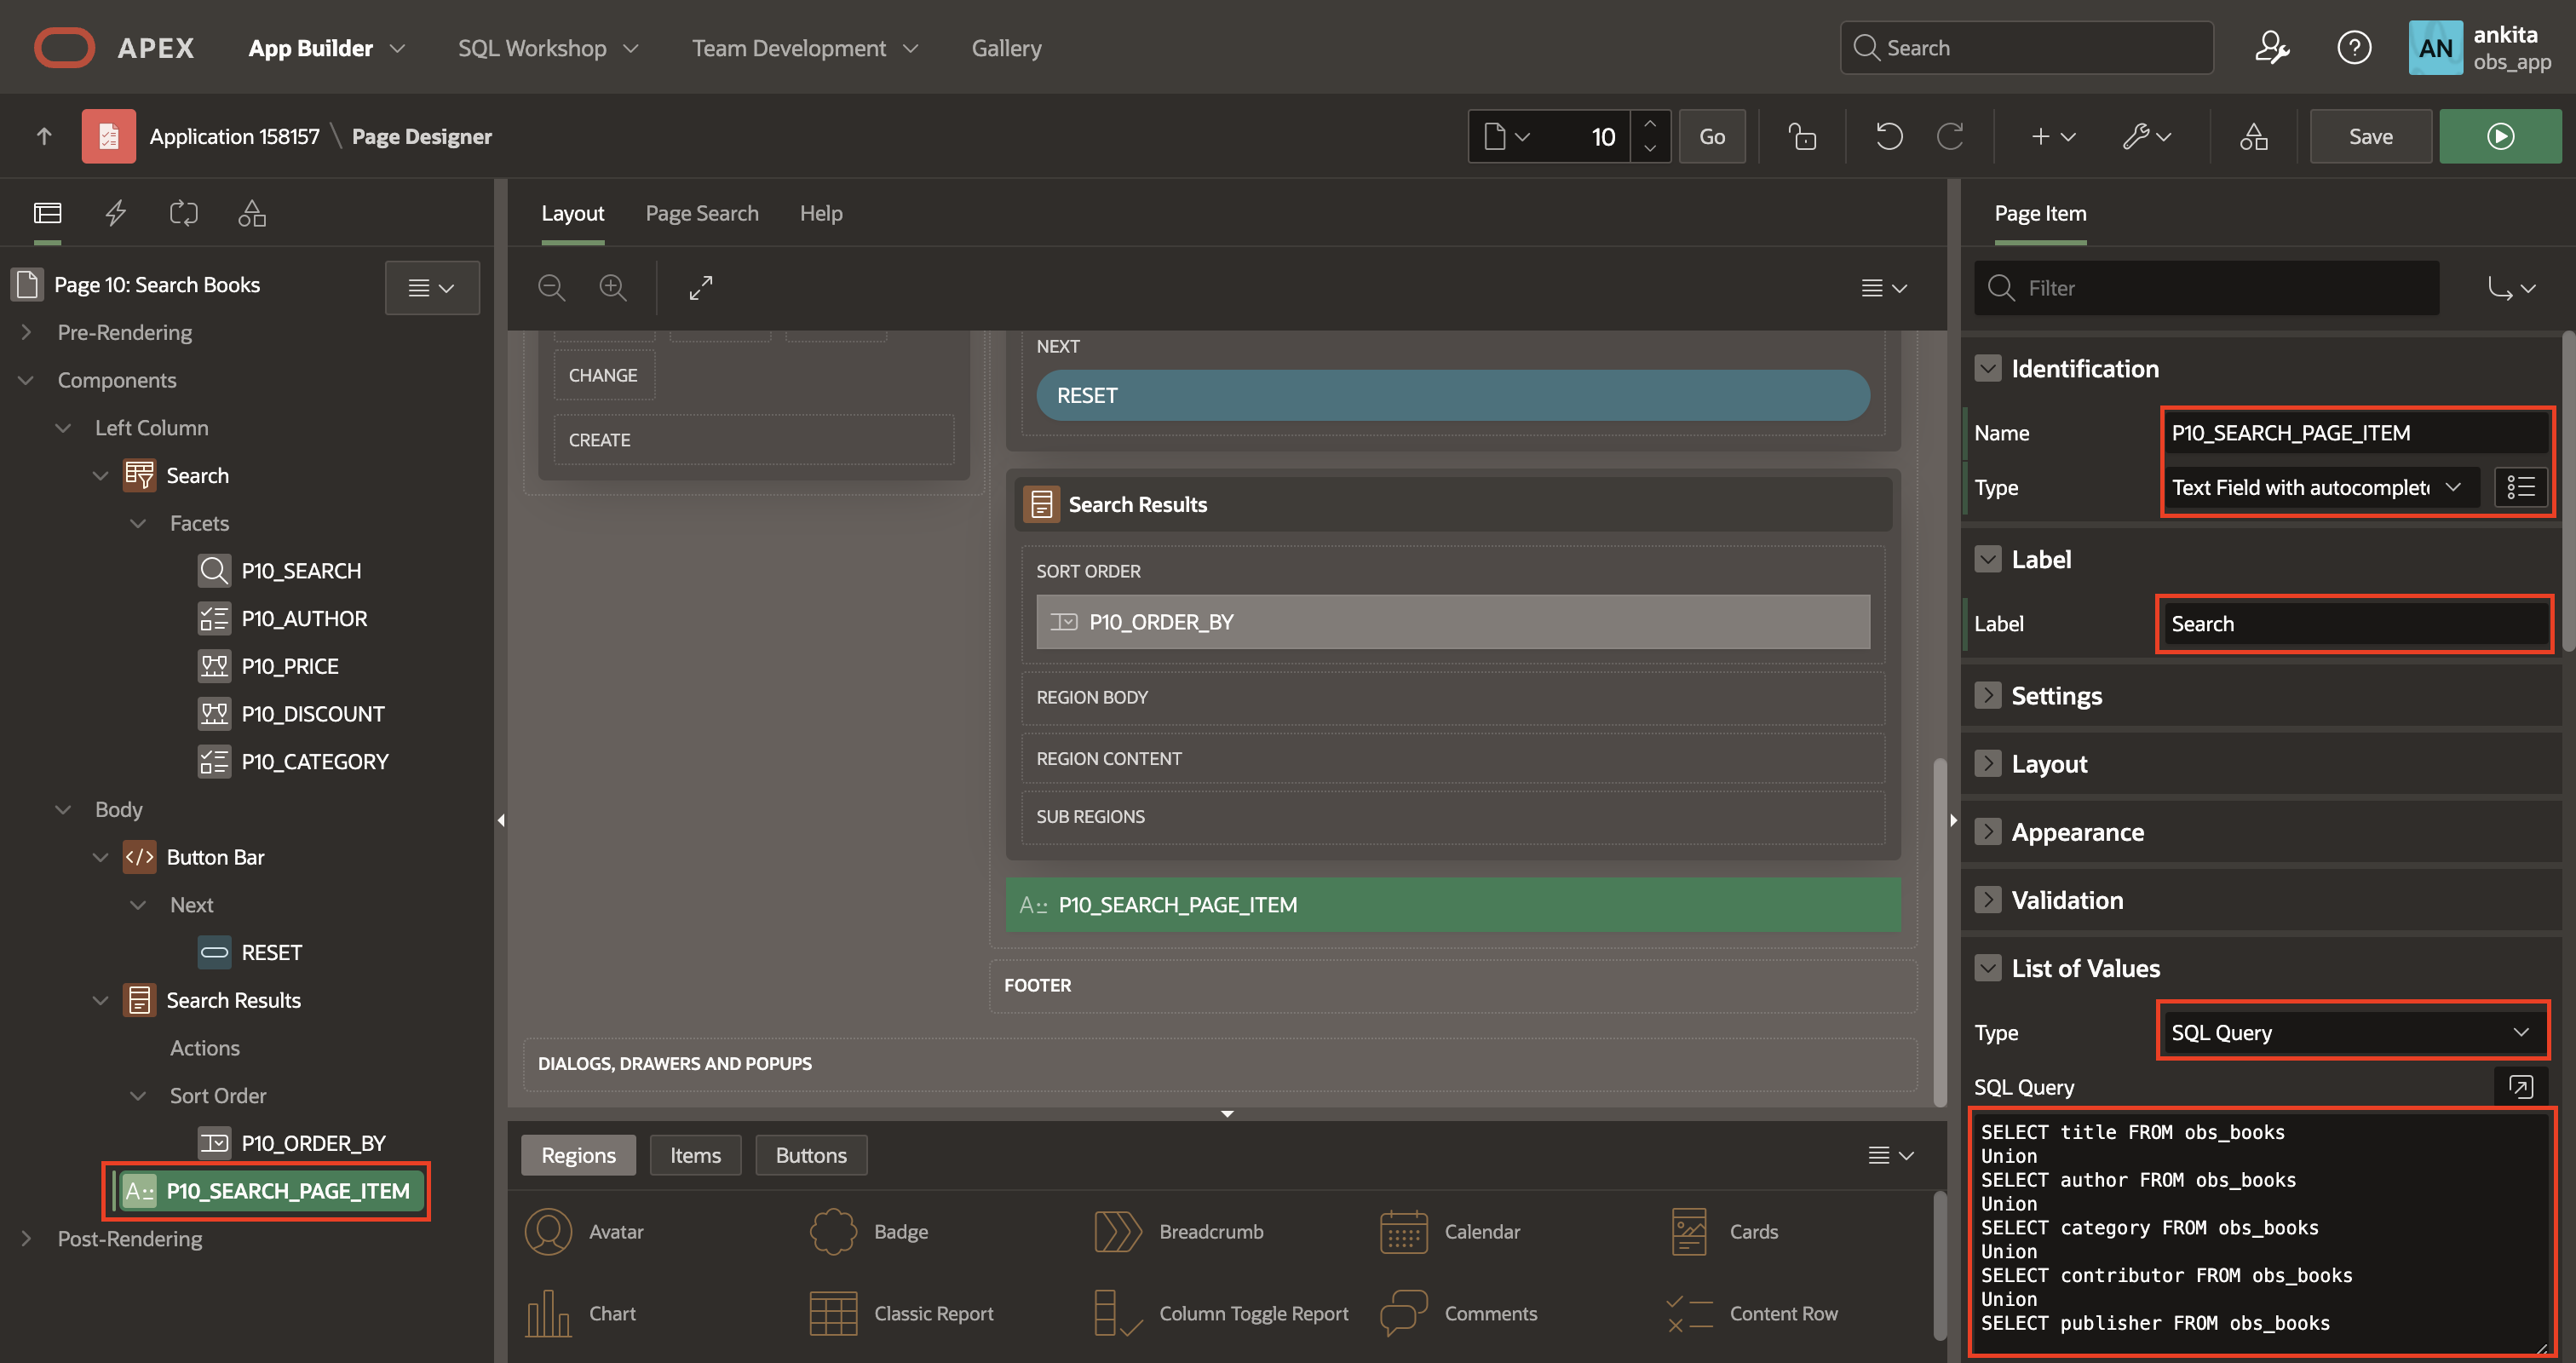 APEX App Builder SQL Workshop Team Development Gallery Search AN ankita
obs_app
Application 158157 \ Page Designer 10 Go Save
Page 10: Search Books
Pre-Rendering
Components
Left Column
Search
Facets
P10_SEARCH
P10_AUTHOR
P10_PRICE
P10_DISCOUNT
P10_CATEGORY
Body
Button Bar
Next
RESET
Search Results
Actions
Sort Order
P10_ORDER_BY
P10_SEARCH_PAGE_ITEM
Post-Rendering
Layout Page Search Help
CHANGE
CREATE
NEXT
RESET
Search Results
SORT ORDER
P10_ORDER_BY
REGION BODY
REGION CONTENT
SUB REGIONS
P10_SEARCH_PAGE_ITEM
FOOTER
DIALOGS, DRAWERS AND POPUPS
Regions Items Buttons
Avatar Badge Breadcrumb Calendar Cards
Chart Classic Report Column Toggle Report Comments Content Row
Page Item
Filter
Identification
Name P10_SEARCH_PAGE_ITEM
Type Text Field with autocomplete
Label
Label Search
Settings
Layout
Appearance
Validation
List of Values
Type SQL Query
SQL Query
SELECT title FROM obs_books
Union
SELECT author FROM obs_books
Union
SELECT category FROM obs_books
Union
SELECT contributor FROM obs_books
Union
SELECT publisher FROM obs_books